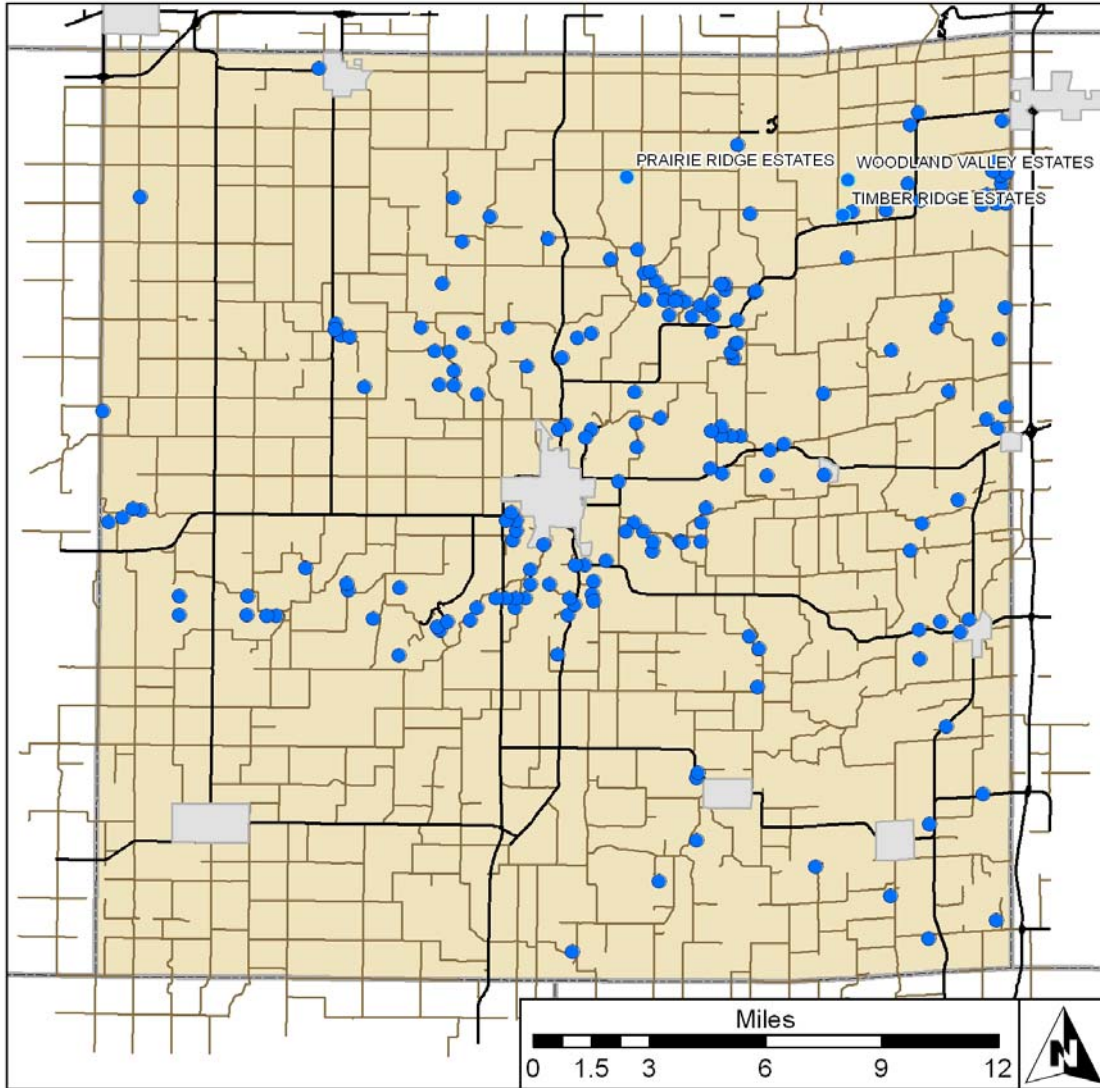 PRAIRIE RIDGE ESTATES
WOODLAND VALLEY ESTATES
TIMBER RIDGE ESTATES
Miles
0 1.5 3 6 9 12
N